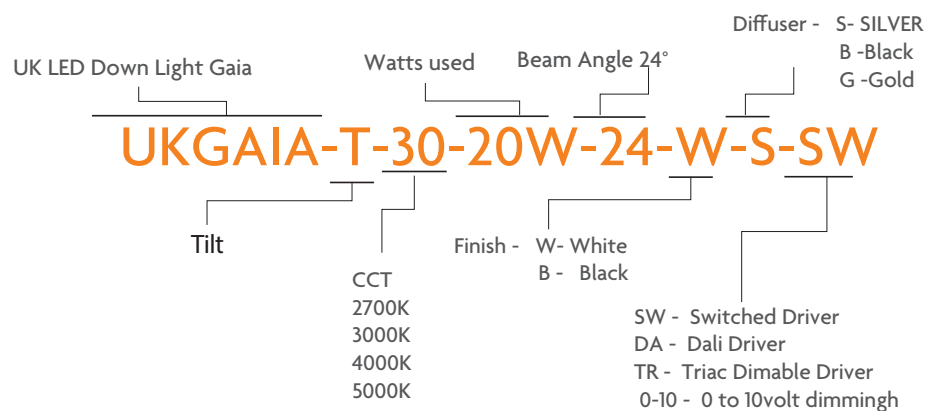 Diffuser - S- SILVER
B -Black
G -Gold
UK LED Down Light Gaia
Watts used
Beam Angle 24°
UKGAIA-T-30-20W-24-W-S-SW
Tilt
Finish - W- White
B - Black
CCT
2700K
3000K
4000K
5000K
SW - Switched Driver
DA - Dali Driver
TR - Triac Dimable Driver
0-10 - 0 to 10volt dimmingh